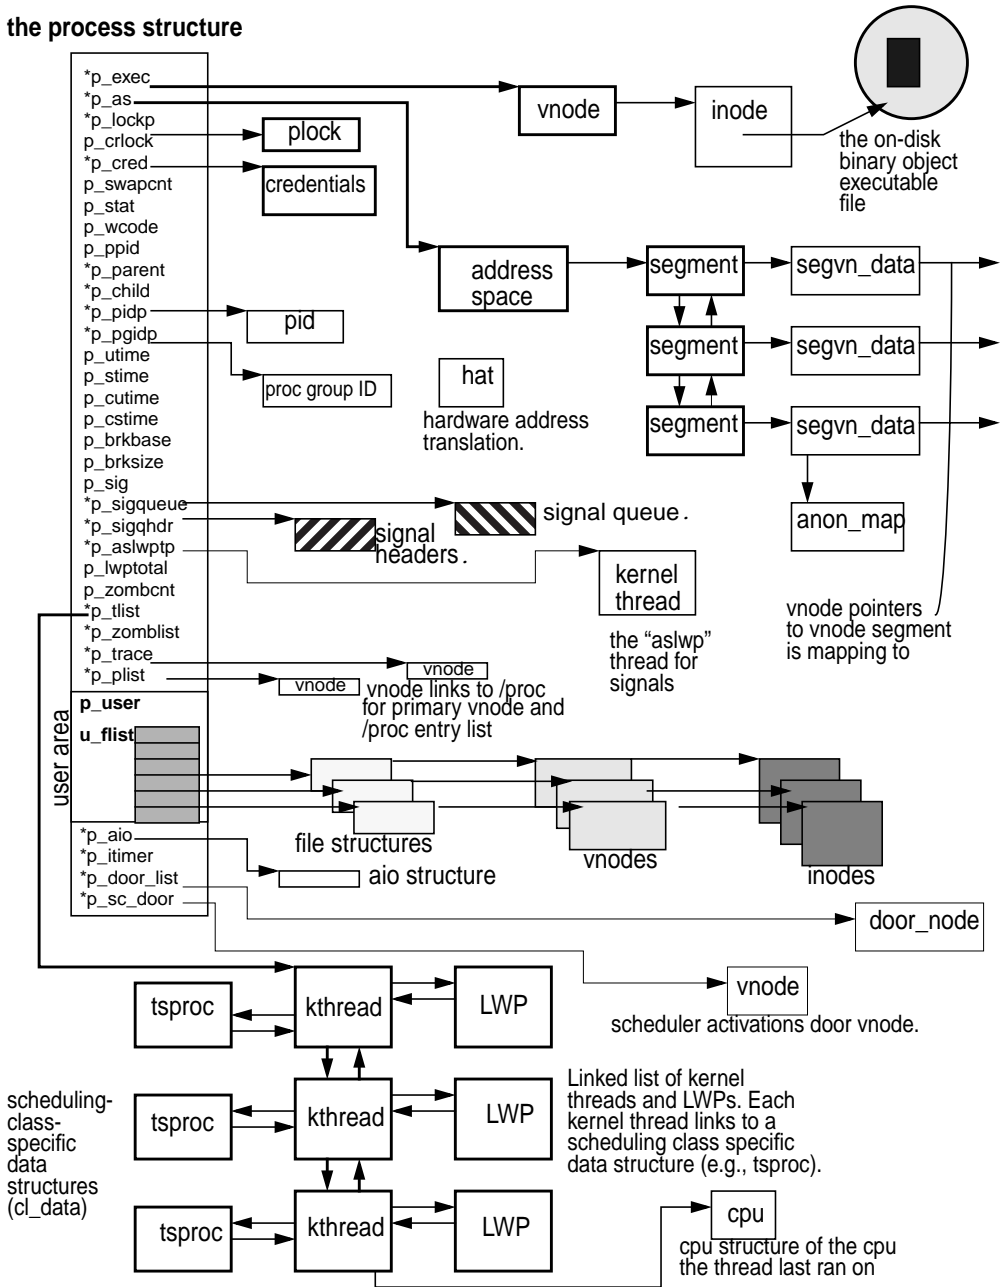 the process structure
*p_exec
*p_as
*p_lockp
p_crlock
*p_cred
p_swapcnt
p_stat
p_wcode
p_ppid
*p_parent
*p_child
*p_pidp
*p_pgidp
p_utime
p_stime
p_cutime
p_cstime
p_brkbase
p_brksize
p_sig
*p_sigqueue
*p_sigqhdr
*p_aslwptp
p_lwptotal
p_zombcnt
*p_tlist
*p_zomblist
*p_trace
*p_plist
user area
p_user
u_flist
*p_aio
*p_itimer
*p_door_list
*p_sc_door
vnode
inode
the on-disk
binary object
executable
file
plock
credentials
address
space
segment
segvn_data
segment
segvn_data
segment
segvn_data
anon_map
vnode pointers
to vnode segment
is mapping to
pid
proc group ID
hat
hardware address
translation.
signal queue.
signal
headers.
kernel
thread
the “aslwp”
thread for
signals
vnode
vnode
vnode links to /proc
for primary vnode and
/proc entry list
file structures
vnodes
inodes
aio structure
door_node
vnode
scheduler activations door vnode.
tsproc
kthread
LWP
tsproc
kthread
LWP
tsproc
kthread
LWP
scheduling-
class-
specific
data
structures
(cl_data)
Linked list of kernel
threads and LWPs. Each
kernel thread links to a
scheduling class specific
data structure (e.g., tsproc).
cpu
cpu structure of the cpu
the thread last ran on